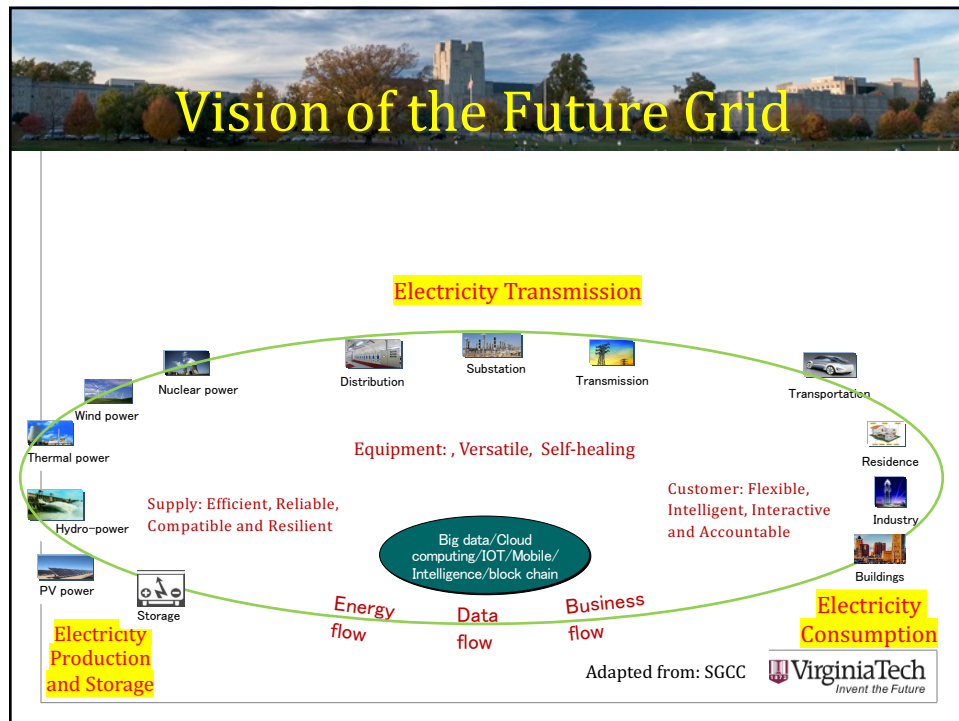 Vision of the Future Grid
Electricity Transmission
Nuclear power
Distribution
Substation
Transmission
Transportation
Wind power
Thermal power
Equipment: , Versatile, Self-healing
Residence
Hydro-power
Supply: Efficient, Reliable,
Compatible and Resilient
Customer: Flexible,
Intelligent, Interactive
and Accountable
Industry
Big data/Cloud
computing/IOT/Mobile/
Intelligence/block chain
PV power
Storage
Buildings
Energy
flow
Data
flow
Business
flow
Electricity
Production
and Storage
Electricity
Consumption
Adapted from: SGCC
1872
VirginiaTech
Invent the Future